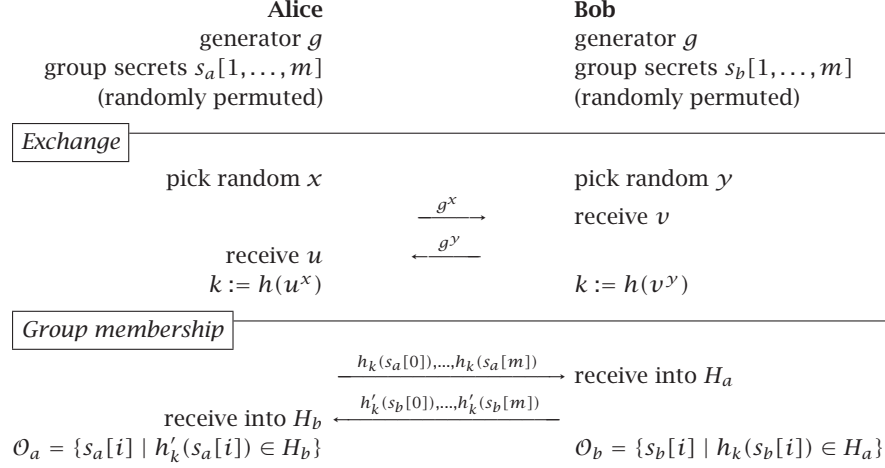 Alice Bob
generator g generator g
group secrets s_a[1,...,m] group secrets s_b[1,...,m]
(randomly permuted) (randomly permuted)
Exchange
pick random x pick random y
g^x
receive v
g^y
receive u
k := h(u^x) k := h(v^y)
Group membership
h_k(s_a[0]),...,h_k(s_a[m])
receive into H_a
h'_k(s_b[0]),...,h'_k(s_b[m])
receive into H_b
𝒪_a = {s_a[i] | h'_k(s_a[i]) ∈ H_b} 𝒪_b = {s_b[i] | h_k(s_b[i]) ∈ H_a}